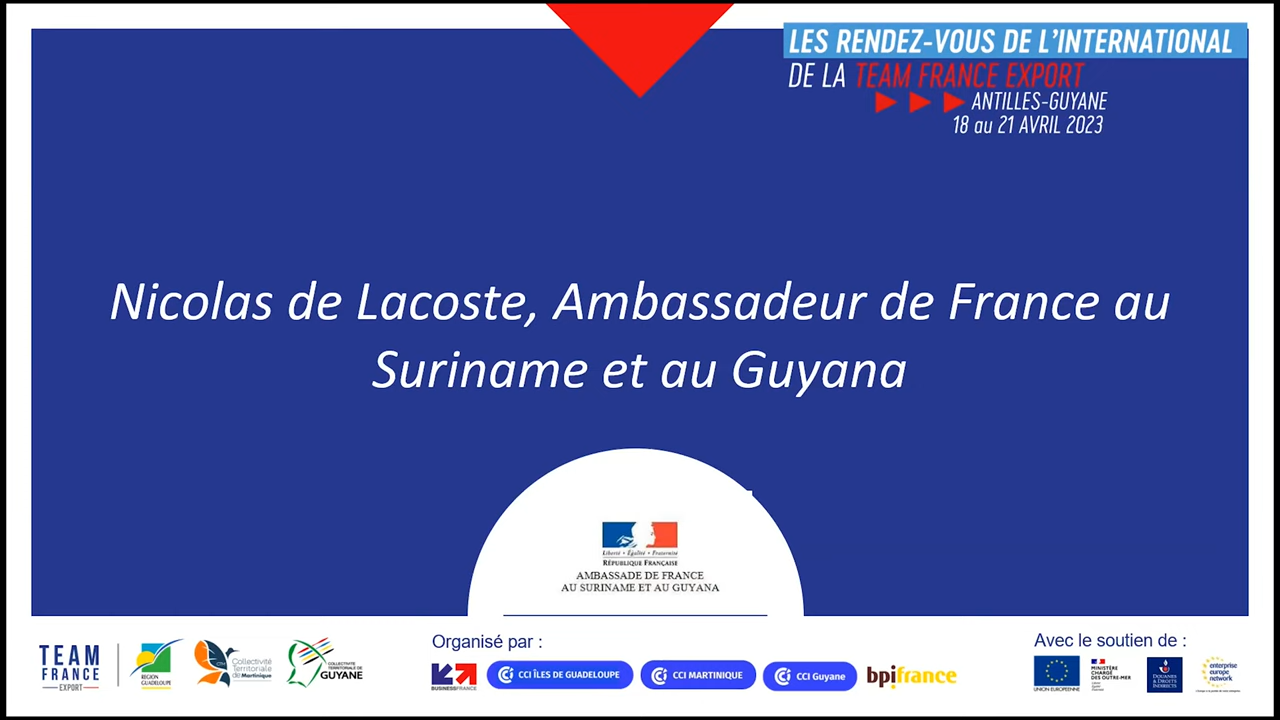 LES RENDEZ-VOUS DE L'INTERNATIONAL
DE LA TEAM FRANCE EXPORT
ANTILLES-GUYANE
18 au 21 AVRIL 2023
Nicolas de Lacoste, Ambassadeur de France au
Suriname et au Guyana
Liberté • Égalité • Fraternité
RÉPUBLIQUE FRANÇAISE
AMBASSADE DE FRANCE
AU SURINAME ET AU GUYANA
Organisé par :
Avec le soutien de :
TEAM
FRANCE
EXPORT
REGION
GUADELOUPE
Collectivité
Territoriale
de Martinique
COLLECTIVITÉ
TERRITORIALE DE
GUYANE
BUSINESSFRANCE
CCI ÎLES DE GUADELOUPE
CCI MARTINIQUE
CCI Guyane
bpifrance
UNION EUROPÉENNE
MINISTÈRE
CHARGÉ
DES OUTRE-MER
DOUANES
& DROITS
INDIRECTS
enterprise
europe
network